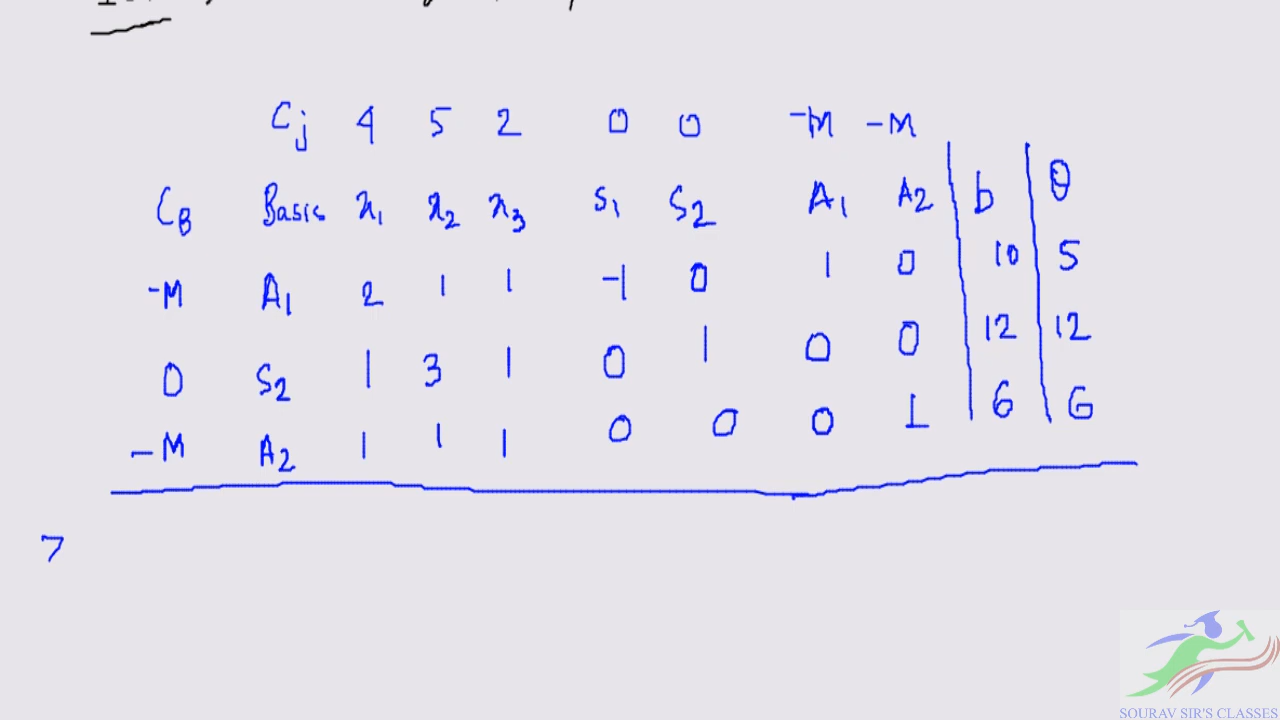 Cj 4 5 2 0 0 -M -M
CB Basis x1 x2 x3 S1 S2 A1 A2 b θ
-M A1 2 1 1 -1 0 1 0 10 5
0 S2 1 3 1 0 1 0 0 12 12
-M A2 1 1 1 0 0 0 1 6 6
SOURAV SIR'S CLASSES